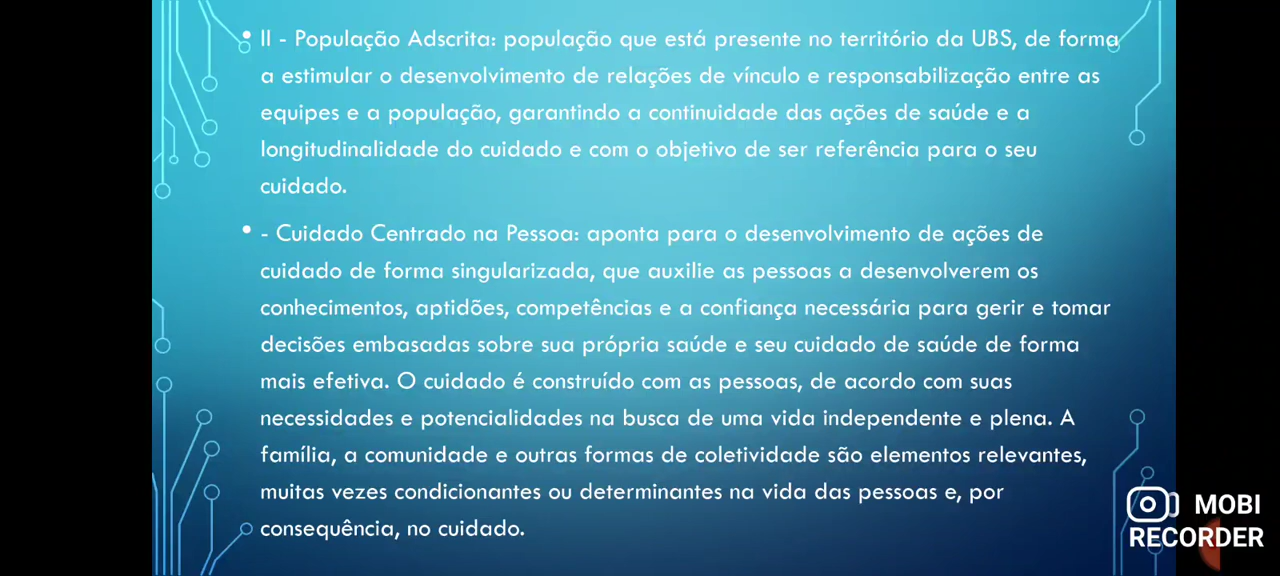 • II - População Adscrita: população que está presente no território da UBS, de forma
a estimular o desenvolvimento de relações de vínculo e responsabilização entre as
equipes e a população, garantindo a continuidade das ações de saúde e a
longitudinalidade do cuidado e com o objetivo de ser referência para o seu
cuidado.
• - Cuidado Centrado na Pessoa: aponta para o desenvolvimento de ações de
cuidado de forma singularizada, que auxilie as pessoas a desenvolverem os
conhecimentos, aptidões, competências e a confiança necessária para gerir e tomar
decisões embasadas sobre sua própria saúde e seu cuidado de saúde de forma
mais efetiva. O cuidado é construído com as pessoas, de acordo com suas
necessidades e potencialidades na busca de uma vida independente e plena. A
família, a comunidade e outras formas de coletividade são elementos relevantes,
muitas vezes condicionantes ou determinantes na vida das pessoas e, por
consequência, no cuidado.
MOBI
RECORDER